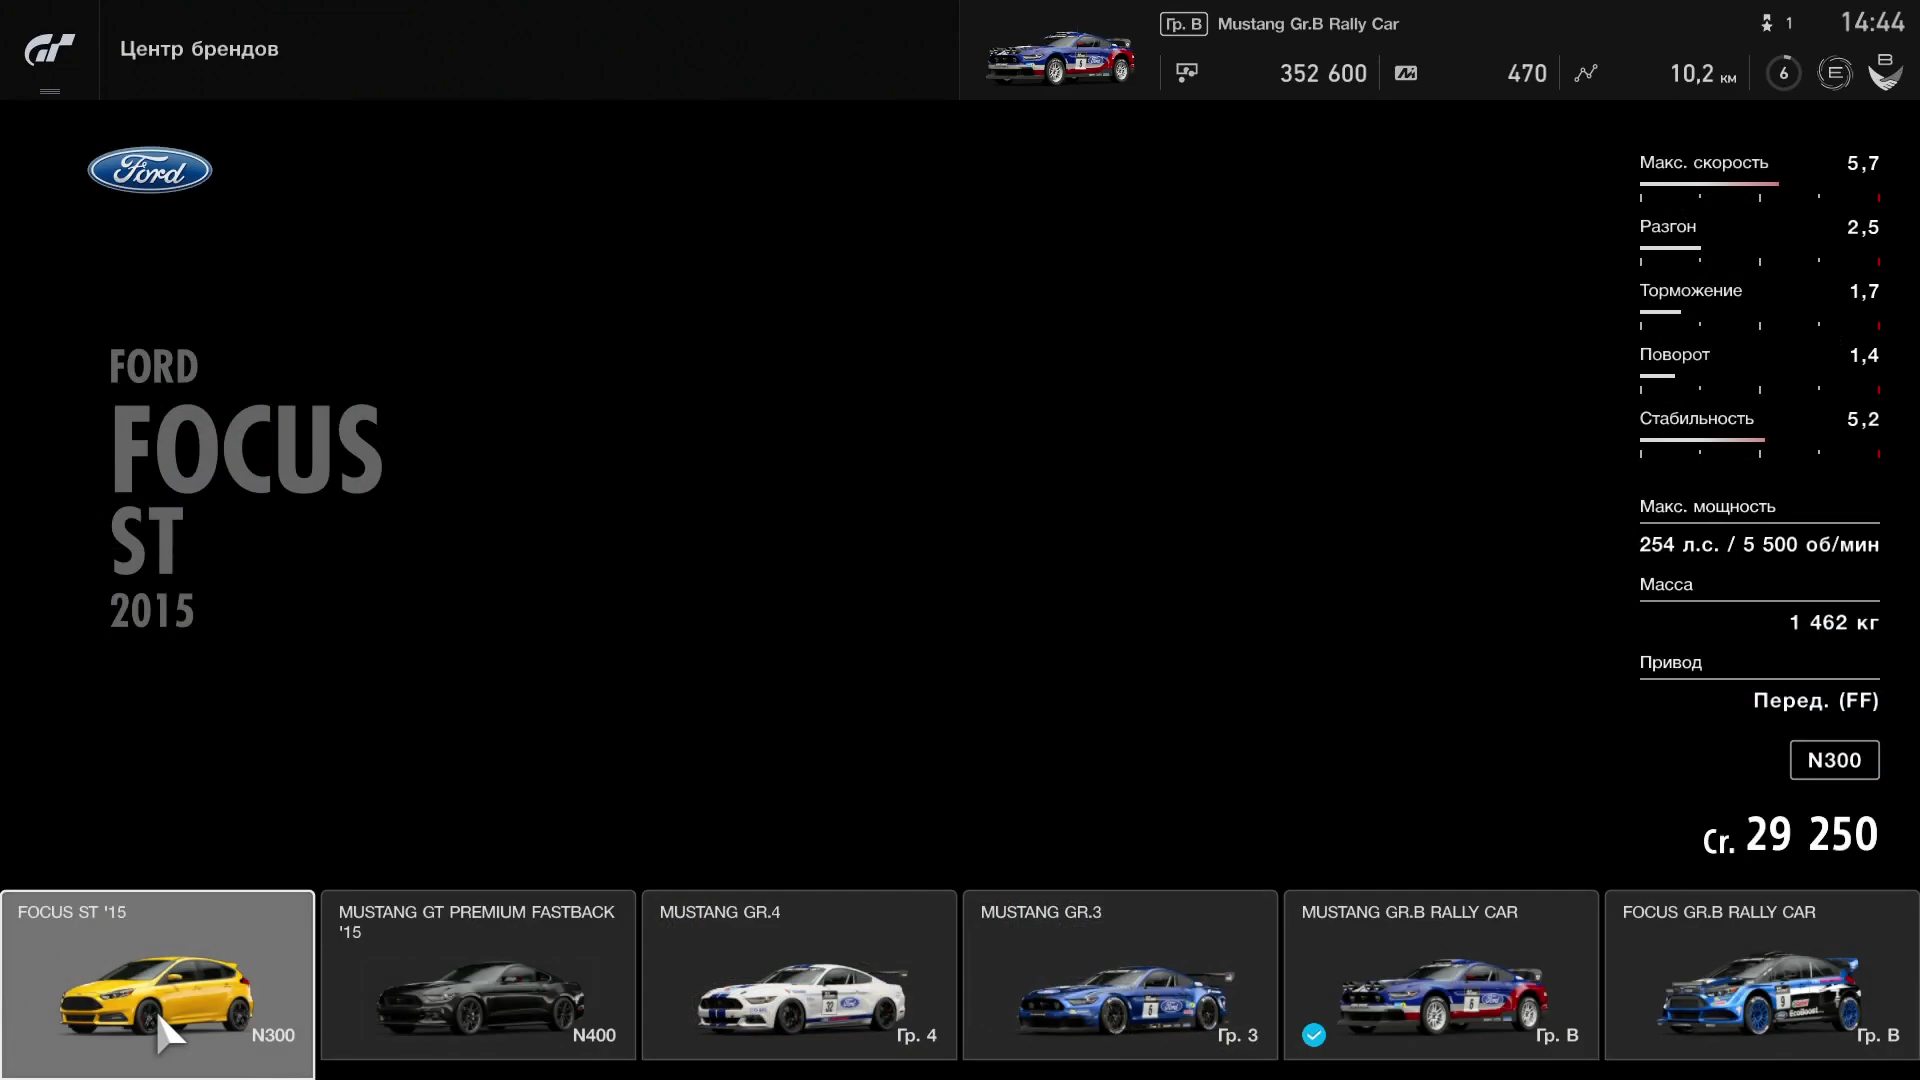 Центр брендов
Гр. B Mustang Gr.B Rally Car
1 14:44
352 600 470 10,2 км 6 E B
Ford
Макс. скорость 5,7
Разгон 2,5
Торможение 1,7
Поворот 1,4
Стабильность 5,2
FORD
FOCUS
ST
2015
Макс. мощность
254 л.с. / 5 500 об/мин
Масса
1 462 кг
Привод
Перед. (FF)
N300
Cr. 29 250
FOCUS ST '15
N300
MUSTANG GT PREMIUM FASTBACK
'15
N400
MUSTANG GR.4
Гр. 4
MUSTANG GR.3
Гр. 3
MUSTANG GR.B RALLY CAR
Гр. B
FOCUS GR.B RALLY CAR
Гр. B